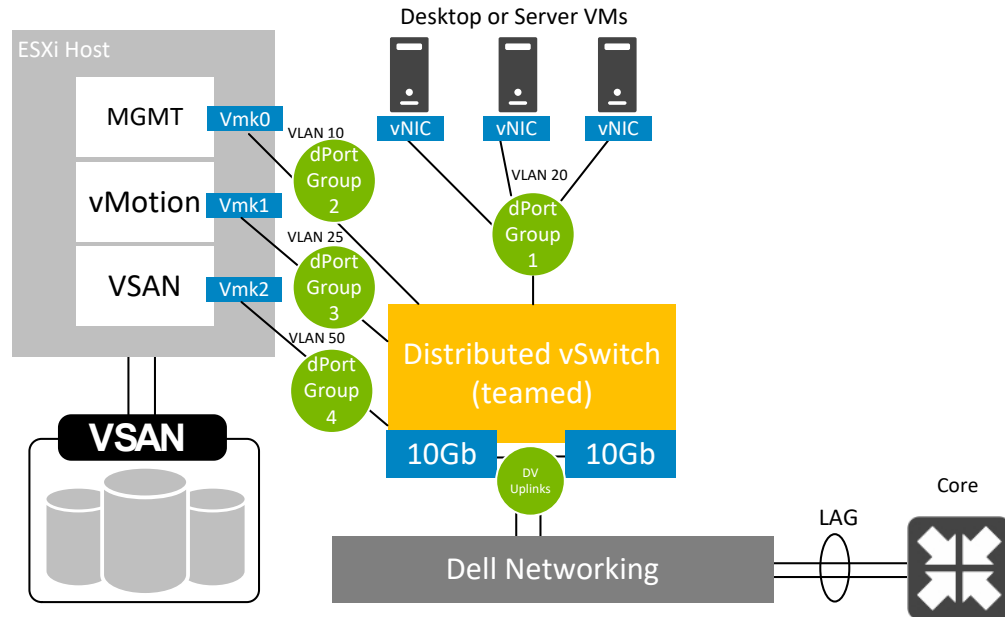 Desktop or Server VMs
ESXi Host
MGMT
Vmk0
vMotion
Vmk1
VSAN
Vmk2
vNIC
vNIC
vNIC
VLAN 10
dPort
Group
2
VLAN 20
dPort
Group
1
VLAN 25
dPort
Group
3
VLAN 50
dPort
Group
4
Distributed vSwitch
(teamed)
10Gb
10Gb
DV
Uplinks
VSAN
Dell Networking
LAG
Core